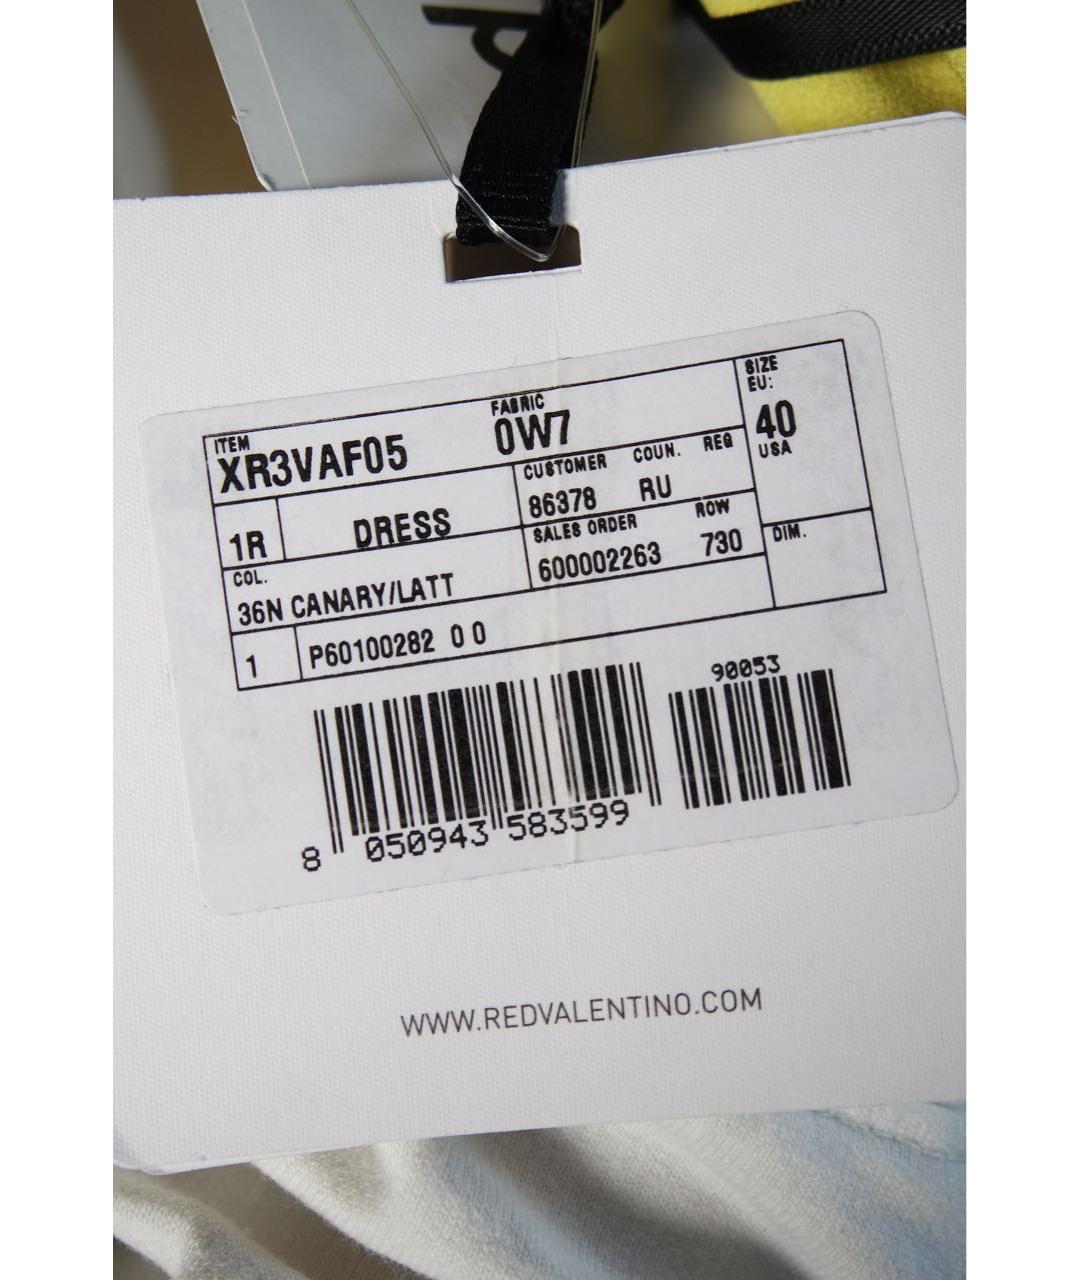 ITEM FABRIC SIZE
XR3VAF05 0W7 EU:
40
USA
1R DRESS CUSTOMER COUN. REG
86378 RU
COL. SALES ORDER ROW DIM.
36N CANARY/LATT 600002263 730
1 P60100282 0 0
90053
8 050943 583599
WWW.REDVALENTINO.COM